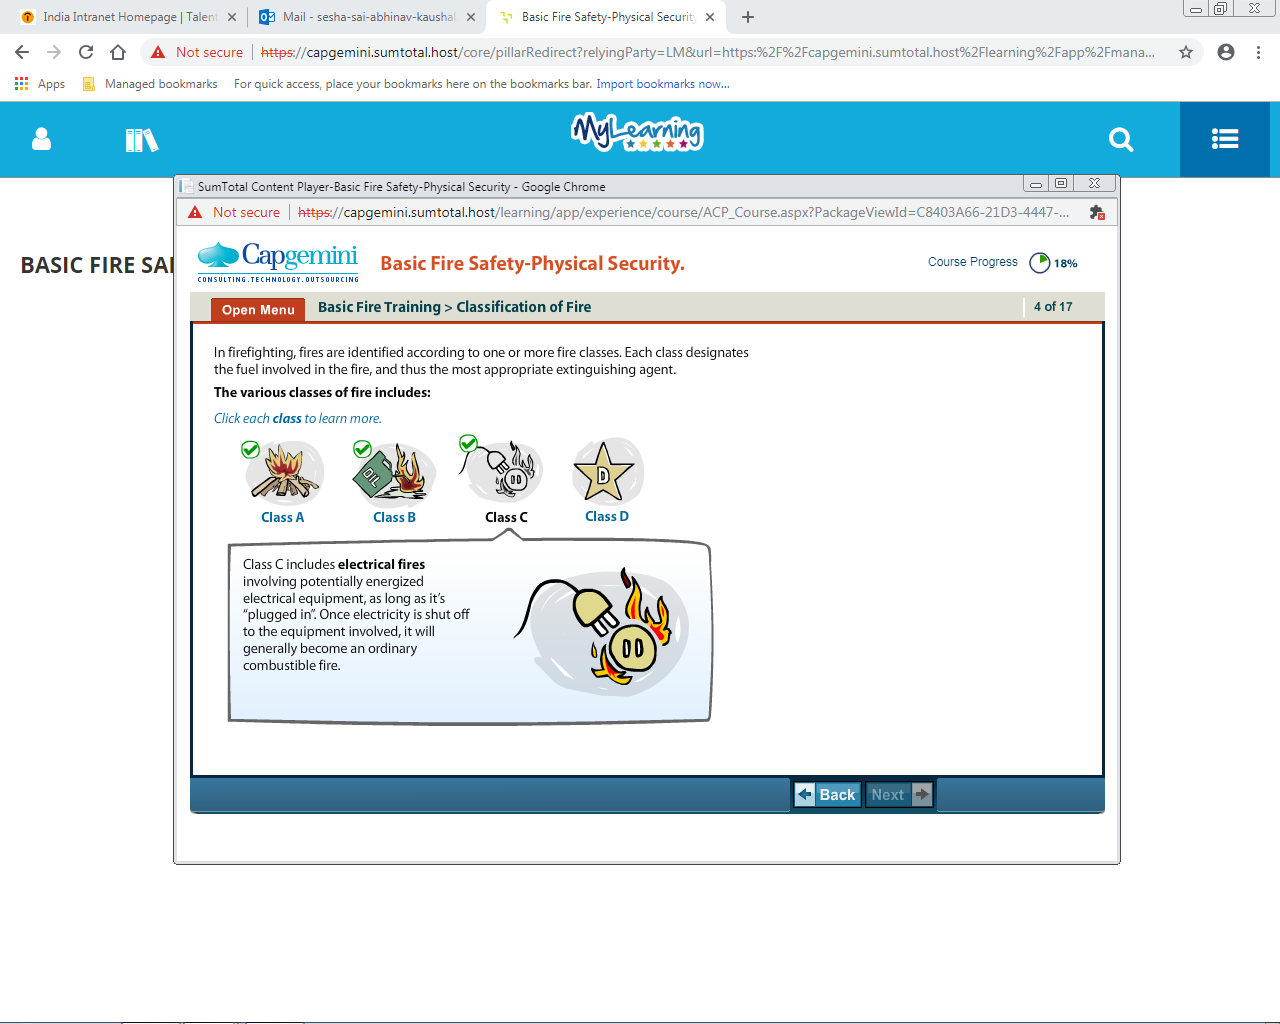 India Intranet Homepage | Talent
Mail - sesha-sai-abhinav-kaushal
Basic Fire Safety-Physical Security
Not secure
https://capgemini.sumtotal.host/core/pillarRedirect?relyingParty=LM&url=https:%2F%2Fcapgemini.sumtotal.host%2Flearning%2Fapp%2Fmana...
Apps
Managed bookmarks
For quick access, place your bookmarks here on the bookmarks bar. Import bookmarks now...
MyLearning
SumTotal Content Player-Basic Fire Safety-Physical Security - Google Chrome
Not secure
https://capgemini.sumtotal.host/learning/app/experience/course/ACP_Course.aspx?PackageViewId=C8403A66-21D3-4447-...
BASIC FIRE SAF
Capgemini
CONSULTING.TECHNOLOGY.OUTSOURCING
Basic Fire Safety-Physical Security.
Course Progress 18%
Open Menu
Basic Fire Training > Classification of Fire
4 of 17
In firefighting, fires are identified according to one or more fire classes. Each class designates
the fuel involved in the fire, and thus the most appropriate extinguishing agent.
The various classes of fire includes:
Click each class to learn more.
OIL
D
Class A
Class B
Class C
Class D
Class C includes electrical fires
involving potentially energized
electrical equipment, as long as it's
“plugged in”. Once electricity is shut off
to the equipment involved, it will
generally become an ordinary
combustible fire.
Back
Next